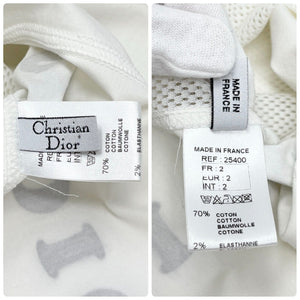 Christian
Dior
MADE IN
70%
COTON
COTTON
BAUMWOLLE
COTONE
2%
ELASTHANNE
MADE IN
FRANCE
MADE IN FRANCE
REF : 25400
FR : 2
EUR : 2
INT : 2
70%
COTON
COTTON
BAUMWOLLE
COTONE
2%
ELASTHANNE